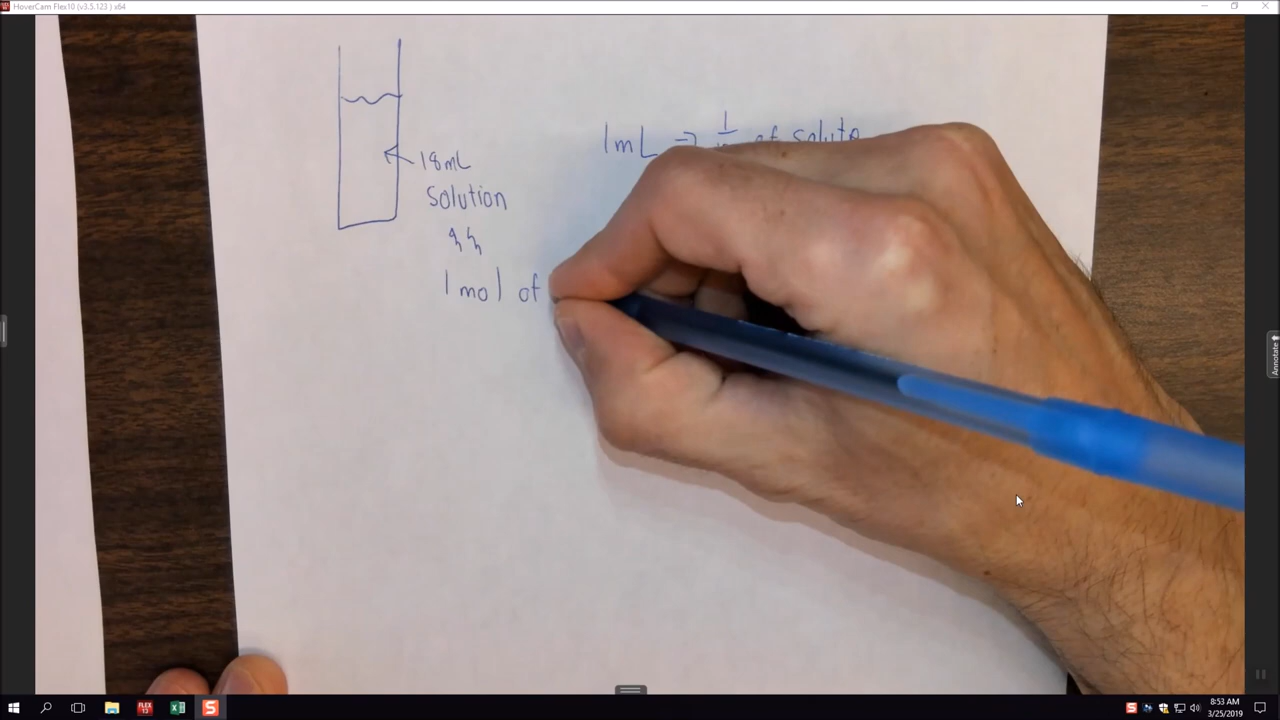 HoverCam Flex10 (v3.5.123 ) x64
18mL
Solution
1 mol of
1mL → 1 of solute
Annotate
8:53 AM
3/25/2019